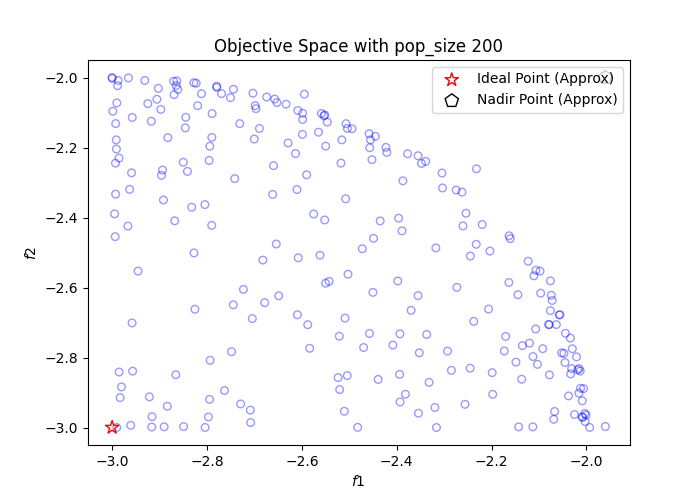 Objective Space with pop_size 200
Ideal Point (Approx)
Nadir Point (Approx)
f2
−2.0
−2.2
−2.4
−2.6
−2.8
−3.0
−3.0 −2.8 −2.6 −2.4 −2.2 −2.0
f1